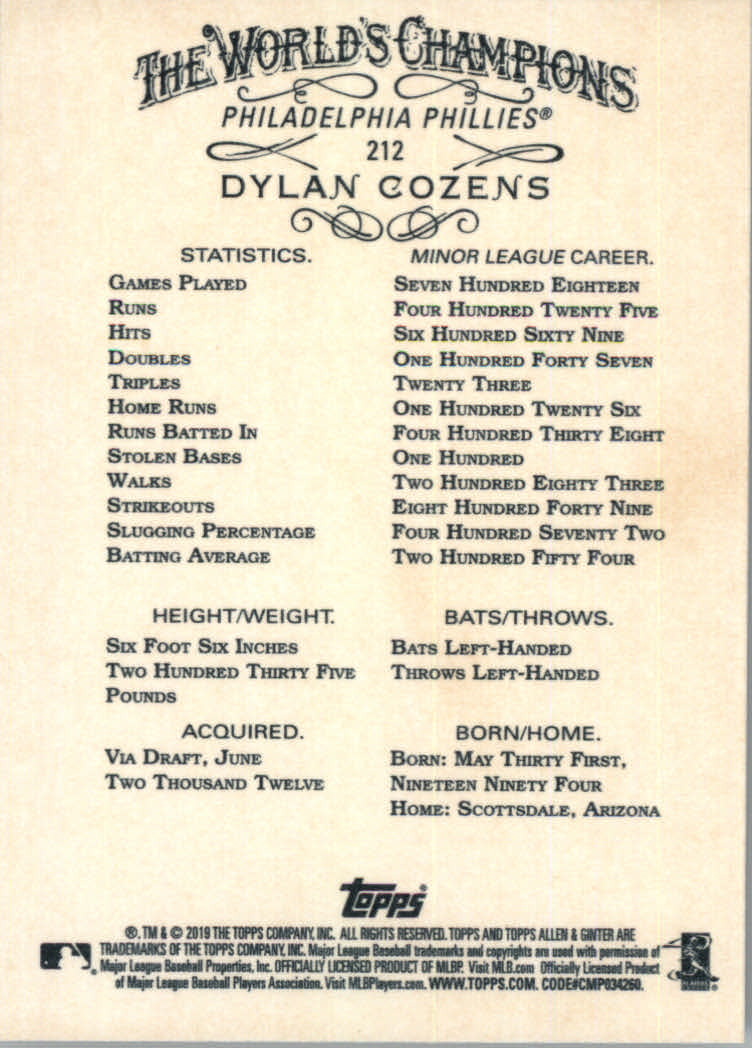 THE WORLD'S CHAMPIONS
PHILADELPHIA PHILLIES®
212
DYLAN COZENS
STATISTICS. MINOR LEAGUE CAREER.
GAMES PLAYED SEVEN HUNDRED EIGHTEEN
RUNS FOUR HUNDRED TWENTY FIVE
HITS SIX HUNDRED SIXTY NINE
DOUBLES ONE HUNDRED FORTY SEVEN
TRIPLES TWENTY THREE
HOME RUNS ONE HUNDRED TWENTY SIX
RUNS BATTED IN FOUR HUNDRED THIRTY EIGHT
STOLEN BASES ONE HUNDRED
WALKS TWO HUNDRED EIGHTY THREE
STRIKEOUTS EIGHT HUNDRED FORTY NINE
SLUGGING PERCENTAGE FOUR HUNDRED SEVENTY TWO
BATTING AVERAGE TWO HUNDRED FIFTY FOUR
HEIGHT/WEIGHT.
SIX FOOT SIX INCHES
TWO HUNDRED THIRTY FIVE
POUNDS
BATS/THROWS.
BATS LEFT-HANDED
THROWS LEFT-HANDED
ACQUIRED.
VIA DRAFT, JUNE
TWO THOUSAND TWELVE
BORN/HOME.
BORN: MAY THIRTY FIRST,
NINETEEN NINETY FOUR
HOME: SCOTTSDALE, ARIZONA
Topps®
®, TM & © 2019 THE TOPPS COMPANY, INC. ALL RIGHTS RESERVED. TOPPS AND TOPPS ALLEN & GINTER ARE
TRADEMARKS OF THE TOPPS COMPANY, INC. Major League Baseball trademarks and copyrights are used with permission of
Major League Baseball Properties, Inc. OFFICIALLY LICENSED PRODUCT OF MLBP. Visit MLB.com Officially Licensed Product
of Major League Baseball Players Association. Visit MLBPlayers.com. WWW.TOPPS.COM. CODE#CMP034260.